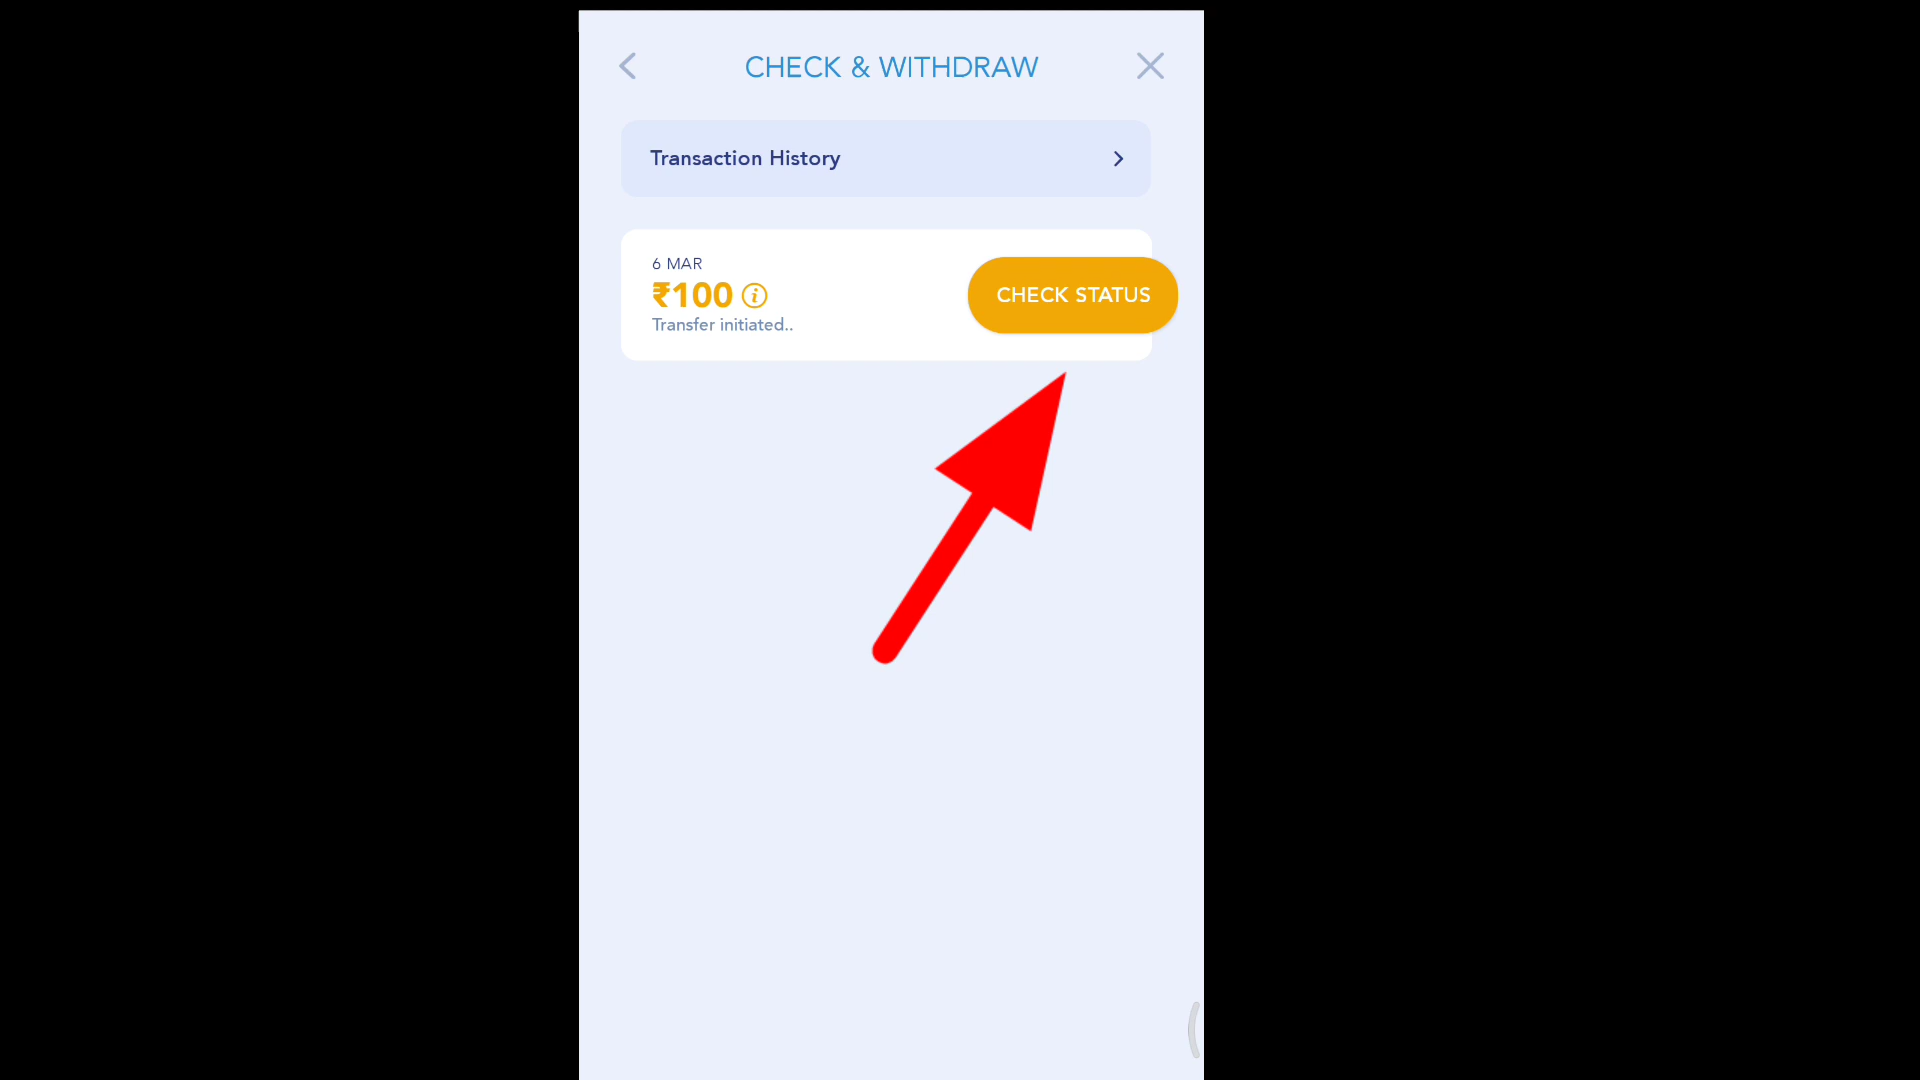 CHECK & WITHDRAW
Transaction History
6 MAR
₹100 i
CHECK STATUS
Transfer initiated..